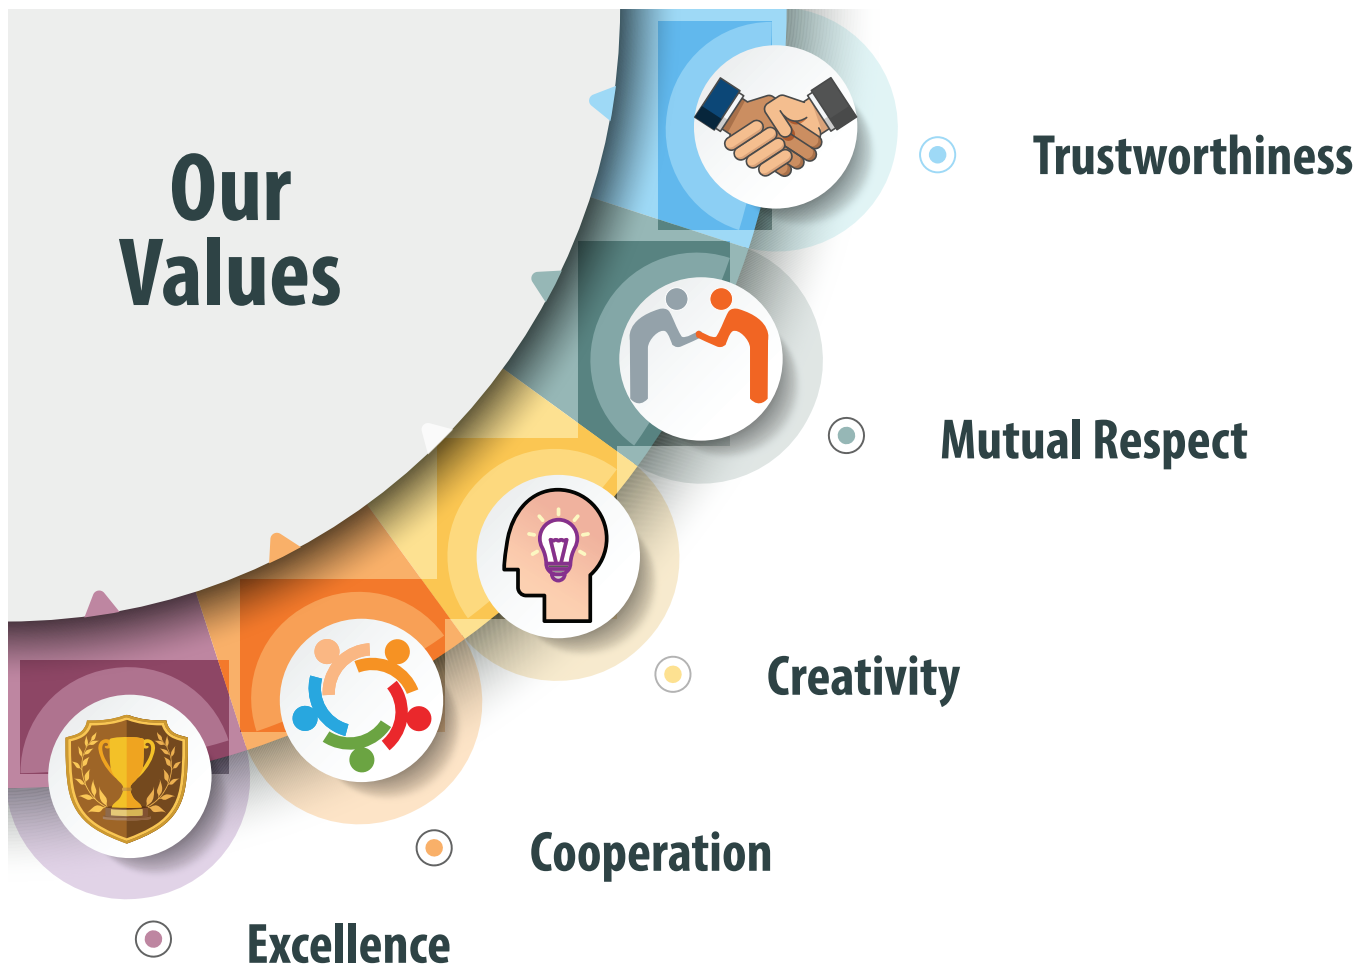 Our
Values
Trustworthiness
Mutual Respect
Creativity
Cooperation
Excellence